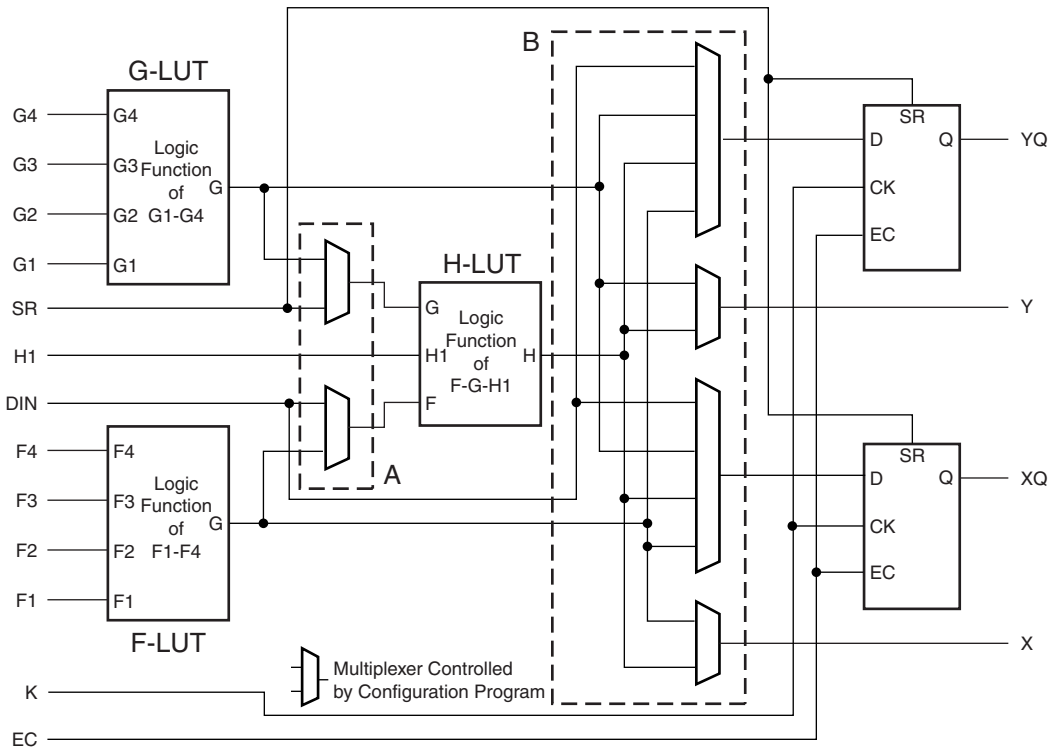 B
G-LUT
G4
G3
G2
G1
SR
H1
DIN
F4
F3
F2
F1
K
EC
G4
G3
G2
G1
Logic
Function
of
G1-G4
G
H-LUT
G
H1
F
Logic
Function
of
F-G-H1
H
A
F4
F3
F2
F1
Logic
Function
of
F1-F4
G
F-LUT
Multiplexer Controlled
by Configuration Program
SR
D
Q
CK
EC
YQ
Y
SR
D
Q
CK
EC
XQ
X